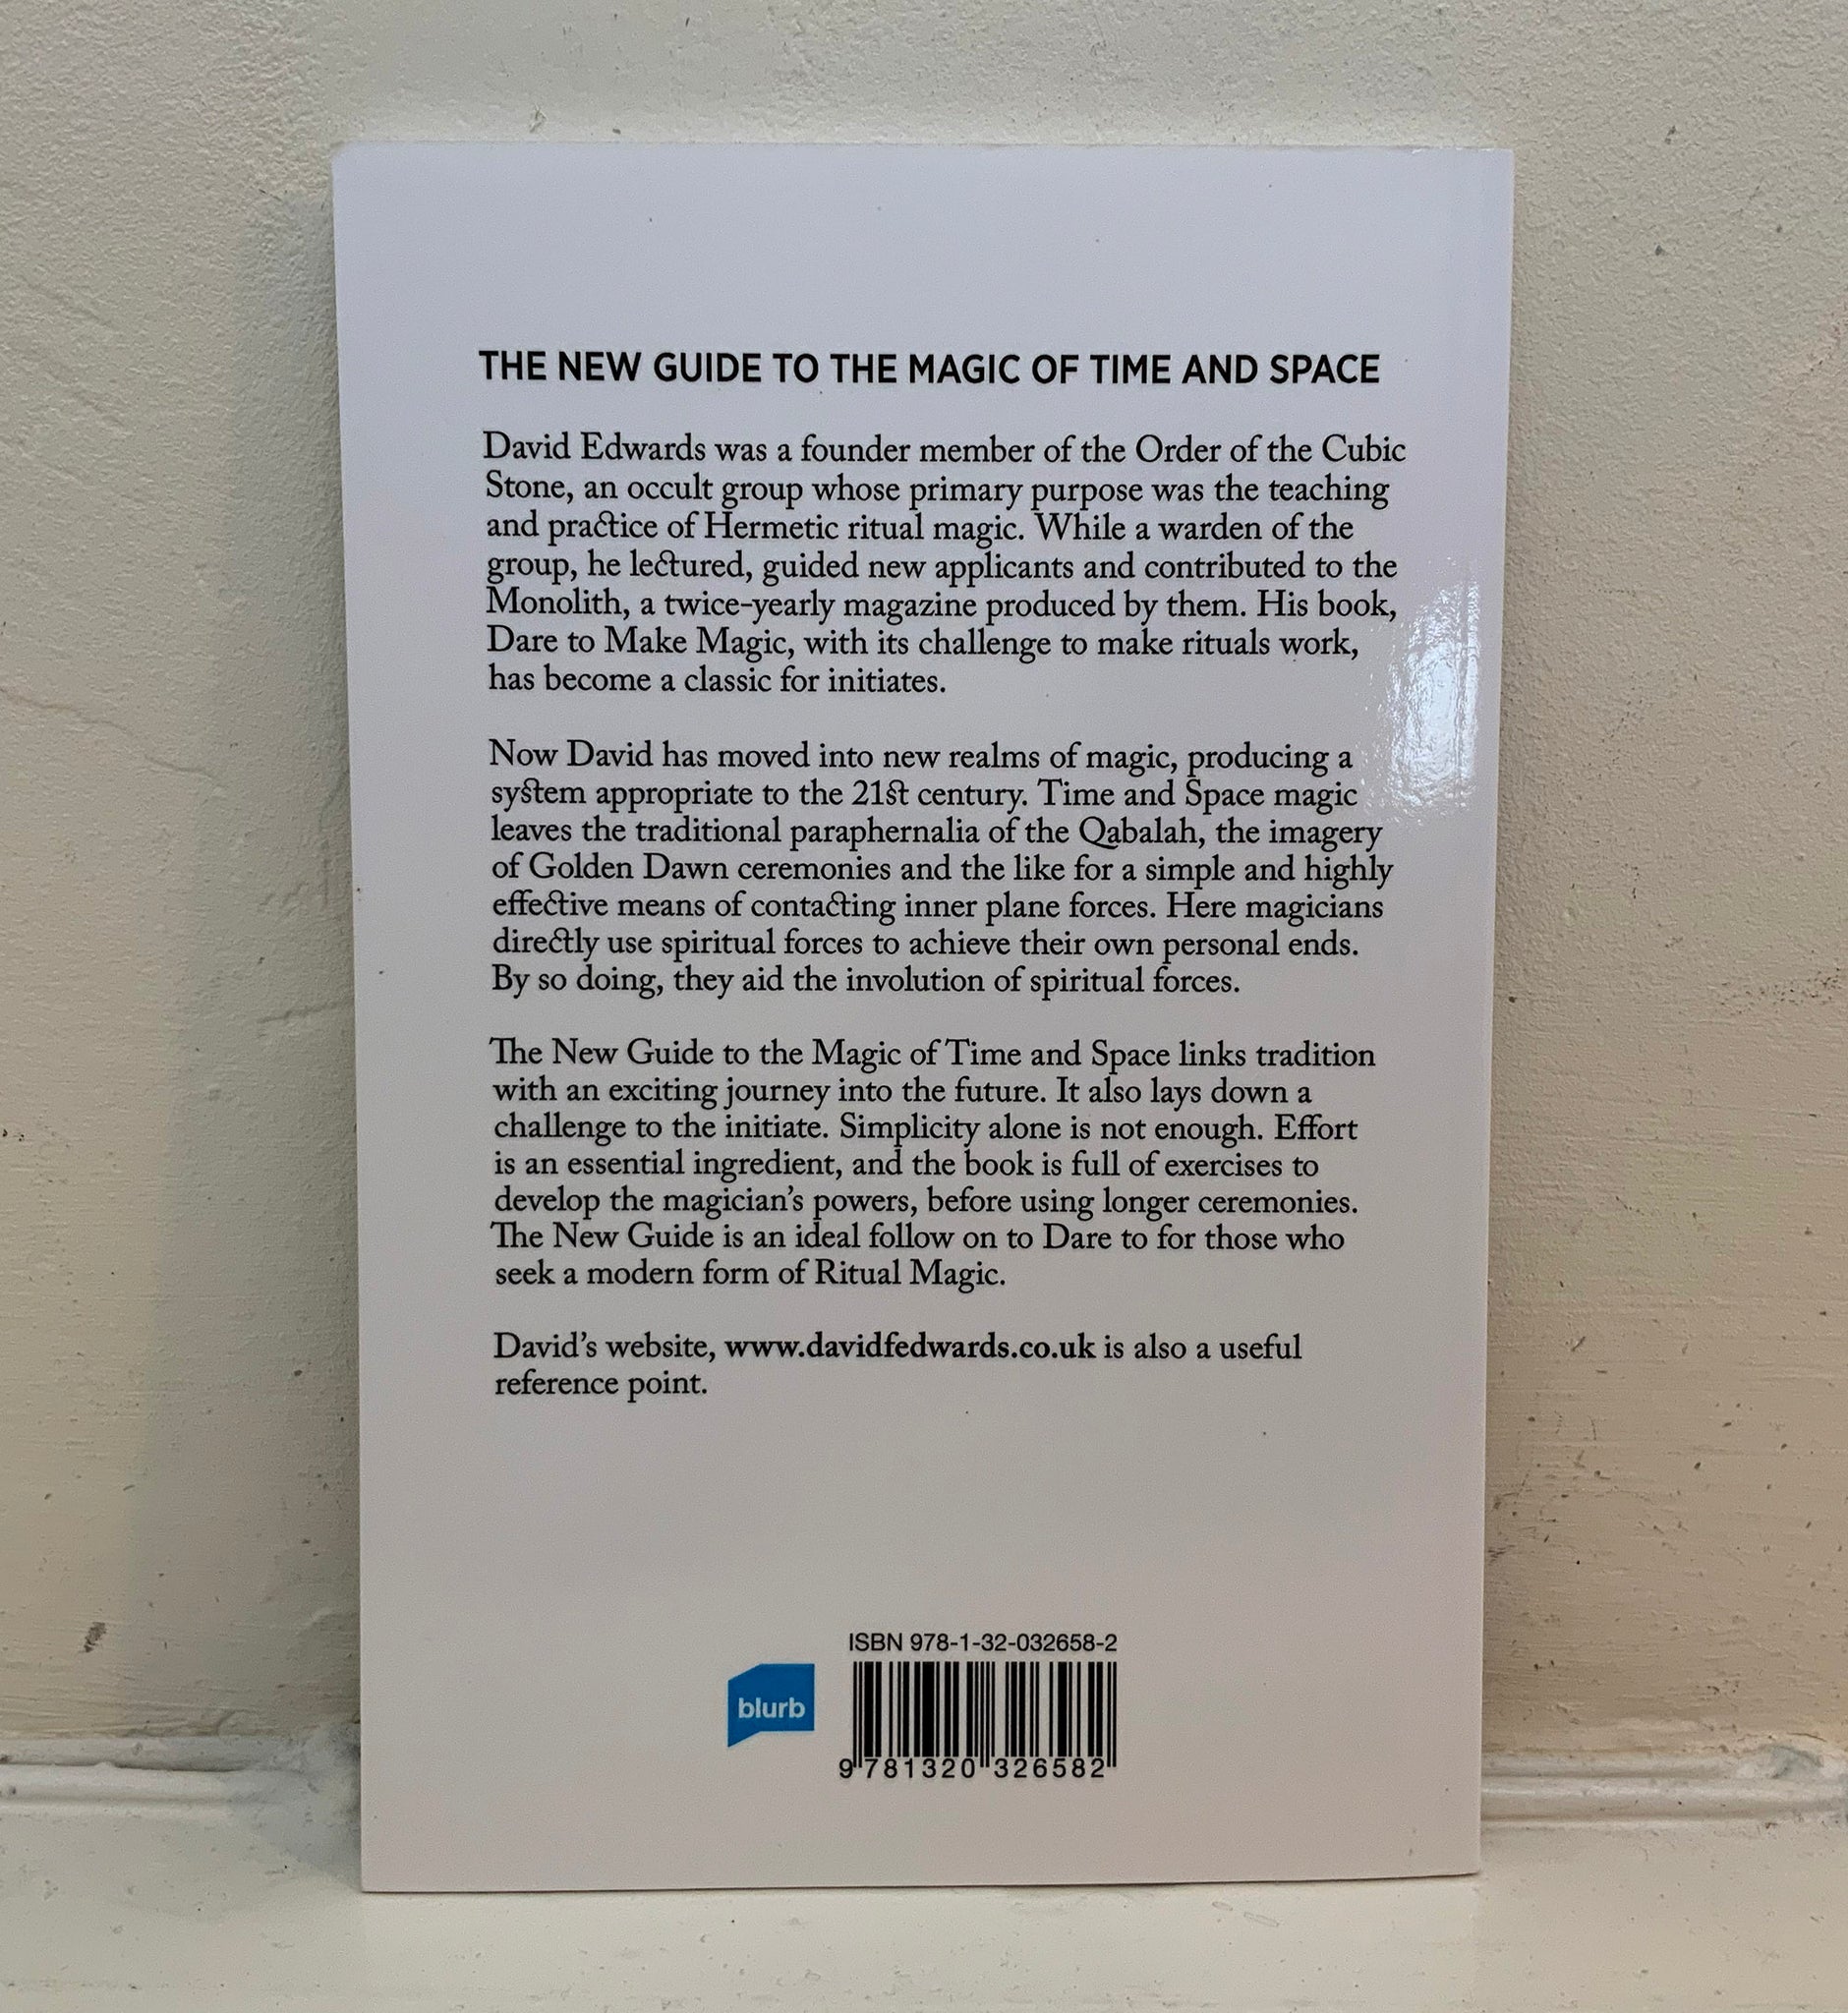 THE NEW GUIDE TO THE MAGIC OF TIME AND SPACE
David Edwards was a founder member of the Order of the Cubic
Stone, an occult group whose primary purpose was the teaching
and practice of Hermetic ritual magic. While a warden of the
group, he lectured, guided new applicants and contributed to the
Monolith, a twice-yearly magazine produced by them. His book,
Dare to Make Magic, with its challenge to make rituals work,
has become a classic for initiates.
Now David has moved into new realms of magic, producing a
system appropriate to the 21st century. Time and Space magic
leaves the traditional paraphernalia of the Qabalah, the imagery
of Golden Dawn ceremonies and the like for a simple and highly
effective means of contacting inner plane forces. Here magicians
directly use spiritual forces to achieve their own personal ends.
By so doing, they aid the involution of spiritual forces.
The New Guide to the Magic of Time and Space links tradition
with an exciting journey into the future. It also lays down a
challenge to the initiate. Simplicity alone is not enough. Effort
is an essential ingredient, and the book is full of exercises to
develop the magician's powers, before using longer ceremonies.
The New Guide is an ideal follow on to Dare to for those who
seek a modern form of Ritual Magic.
David's website, www.davidfedwards.co.uk is also a useful
reference point.
ISBN 978-1-32-032658-2
blurb
9 781320 326582